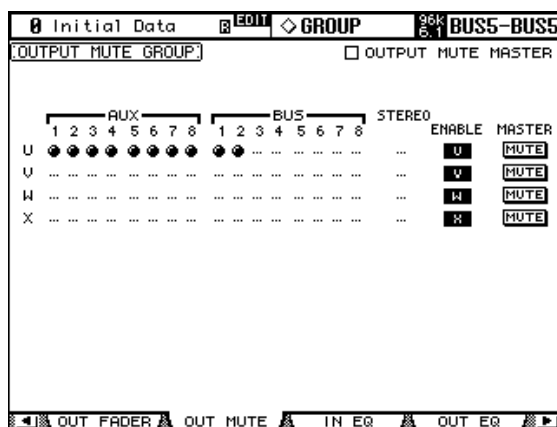 0 Initial Data R EDIT GROUP 96k 6.1 BUS5-BUS5
OUTPUT MUTE GROUP OUTPUT MUTE MASTER
AUX BUS STEREO
1 2 3 4 5 6 7 8 1 2 3 4 5 6 7 8 ENABLE MASTER
U ... ... ... ... ... ... ... U MUTE
V ... ... ... ... ... ... ... ... ... ... ... ... ... ... ... ... ... V MUTE
W ... ... ... ... ... ... ... ... ... ... ... ... ... ... ... ... ... W MUTE
X ... ... ... ... ... ... ... ... ... ... ... ... ... ... ... ... ... X MUTE
OUT FADER OUT MUTE IN EQ OUT EQ